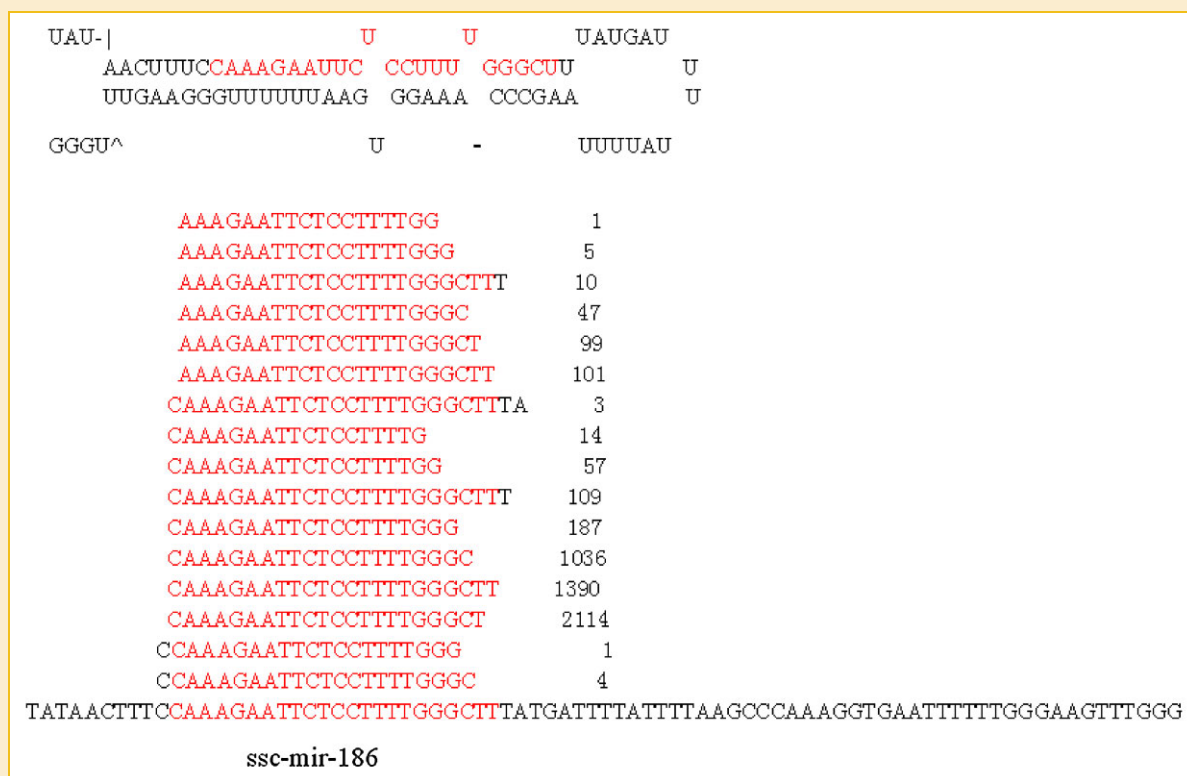 UAU-| U U UAUGAU
AACUUUCCAAAGAAUUC CCUUU GGGCUU U
UUGAAGGGUUUUUUAAG GGAAA CCCGAA U
GGGU^ U - UUUUAU
AAAGAATTCTCCTTTTGG 1
AAAGAATTCTCCTTTTGGG 5
AAAGAATTCTCCTTTTGGGCTTT 10
AAAGAATTCTCCTTTTGGGC 47
AAAGAATTCTCCTTTTGGGCT 99
AAAGAATTCTCCTTTTGGGCTT 101
CAAAGAATTCTCCTTTTGGGCTTTA 3
CAAAGAATTCTCCTTTTG 14
CAAAGAATTCTCCTTTTGG 57
CAAAGAATTCTCCTTTTGGGCTTT 109
CAAAGAATTCTCCTTTTGGG 187
CAAAGAATTCTCCTTTTGGGC 1036
CAAAGAATTCTCCTTTTGGGCTT 1390
CAAAGAATTCTCCTTTTGGGCT 2114
CCAAAGAATTCTCCTTTTGGG 1
CCAAAGAATTCTCCTTTTGGGC 4
TATAACTTTCCAAAGAATTCTCCTTTTGGGCTTTATGATTTTATTTTAAGCCCAAAGGTGAATTTTTTGGGAAGTTTGGG
ssc-mir-186